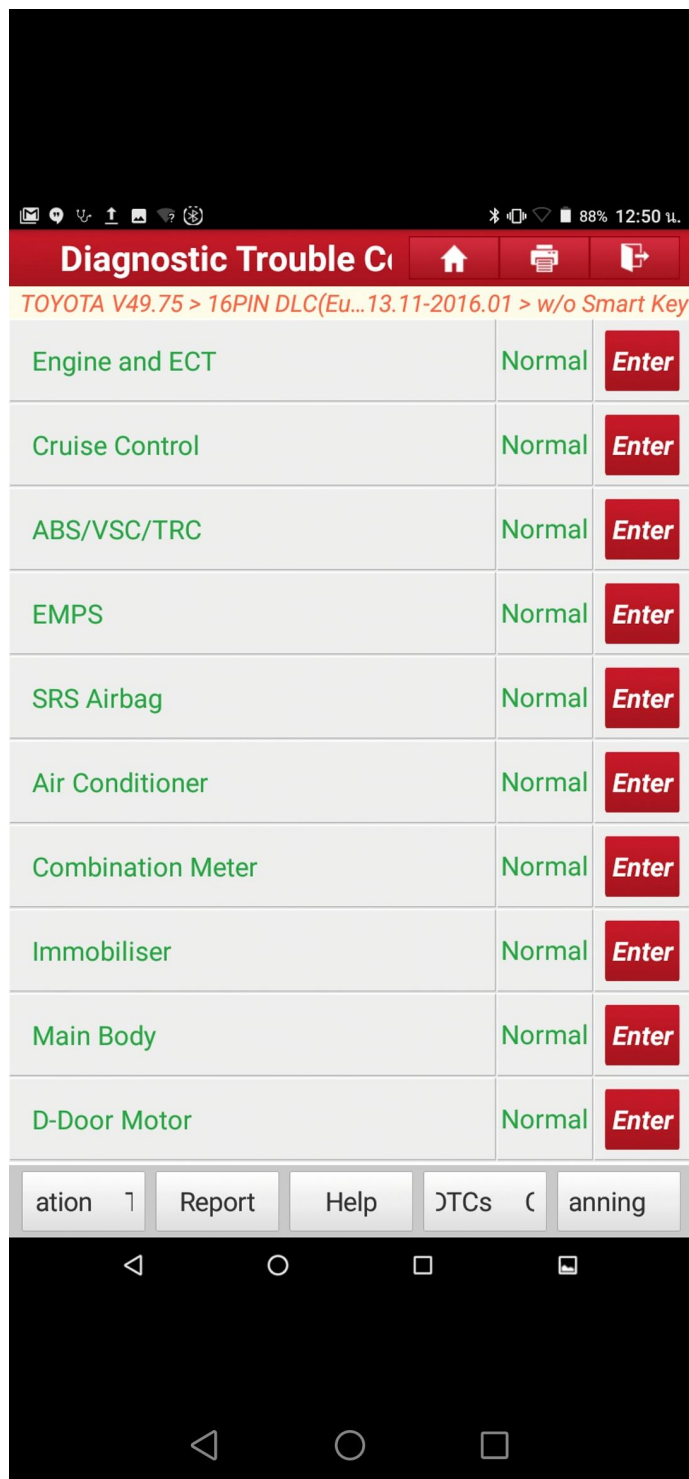 88% 12:50 น.
Diagnostic Trouble C
TOYOTA V49.75 > 16PIN DLC(Eu...13.11-2016.01 > w/o Smart Key
Engine and ECT Normal Enter
Cruise Control Normal Enter
ABS/VSC/TRC Normal Enter
EMPS Normal Enter
SRS Airbag Normal Enter
Air Conditioner Normal Enter
Combination Meter Normal Enter
Immobiliser Normal Enter
Main Body Normal Enter
D-Door Motor Normal Enter
ation Report Help DTCs anning